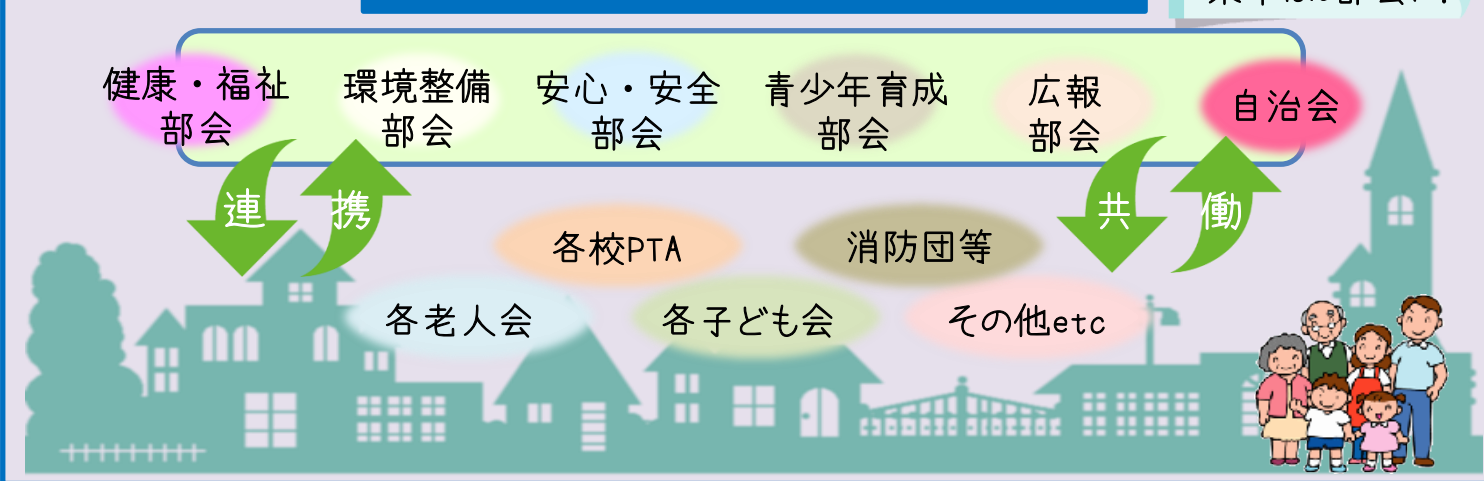 健康・福祉
部会
環境整備
部会
安心・安全
部会
青少年育成
部会
広報
部会
自治会
連
携
共
働
各校PTA
消防団等
各老人会
各子ども会
その他etc